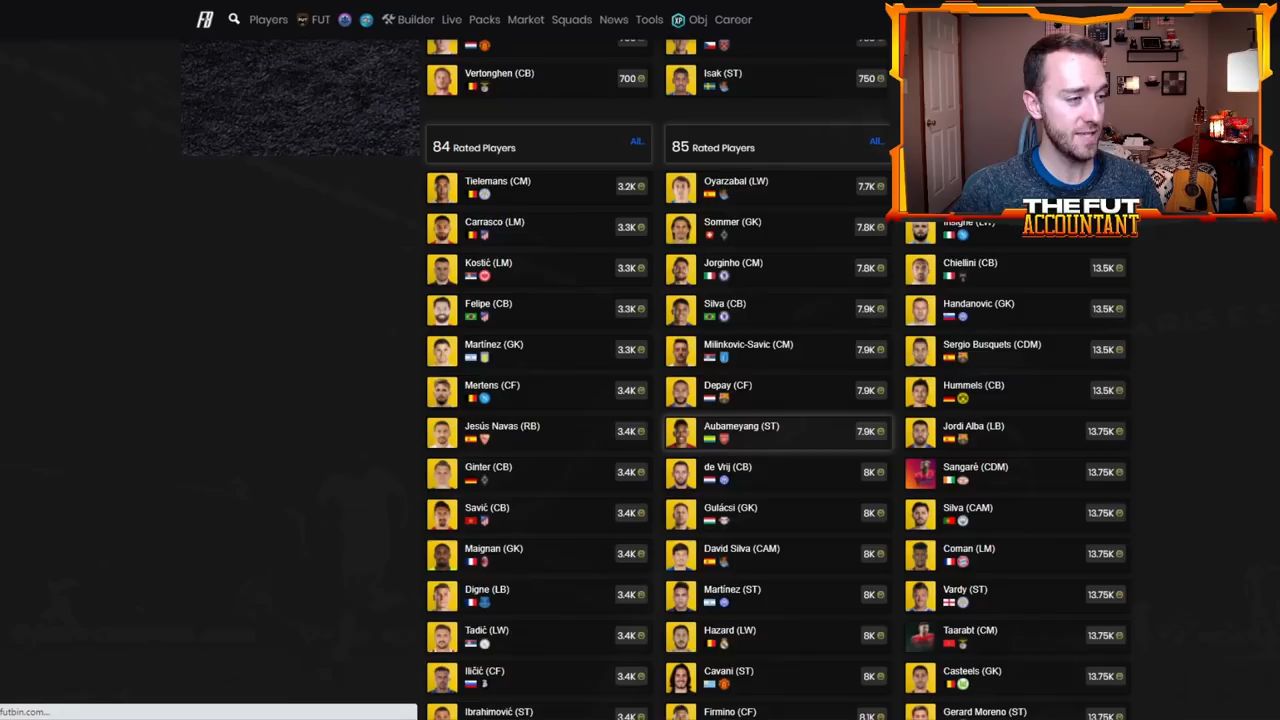 FB Players FUT Builder Live Packs Market Squads News Tools XP Obj Career
Vertonghen (CB) 700
Isak (ST) 750
84 Rated Players All..
Tielemans (CM) 3.2K
Carrasco (LM) 3.3K
Kostić (LM) 3.3K
Felipe (CB) 3.3K
Martínez (GK) 3.3K
Mertens (CF) 3.4K
Jesús Navas (RB) 3.4K
Ginter (CB) 3.4K
Savić (CB) 3.4K
Maignan (GK) 3.4K
Digne (LB) 3.4K
Tadić (LW) 3.4K
Iličić (CF) 3.4K
Ibrahimović (ST) 3.4K
85 Rated Players All..
Oyarzabal (LW) 7.7K
Sommer (GK) 7.8K
Jorginho (CM) 7.8K
Silva (CB) 7.9K
Milinkovic-Savic (CM) 7.9K
Depay (CF) 7.9K
Aubameyang (ST) 7.9K
de Vrij (CB) 8K
Gulácsi (GK) 8K
David Silva (CAM) 8K
Martínez (ST) 8K
Hazard (LW) 8K
Cavani (ST) 8K
Firmino (CF) 8.1K
Insigne (LW)
Chiellini (CB) 13.5K
Handanovic (GK) 13.5K
Sergio Busquets (CDM) 13.5K
Hummels (CB) 13.5K
Jordi Alba (LB) 13.75K
Sangaré (CDM) 13.75K
Silva (CAM) 13.75K
Coman (LM) 13.75K
Vardy (ST) 13.75K
Taarabt (CM) 13.75K
Casteels (GK) 13.75K
Gerard Moreno (ST) 13.75K
THE FUT
ACCOUNTANT
futbin.com...